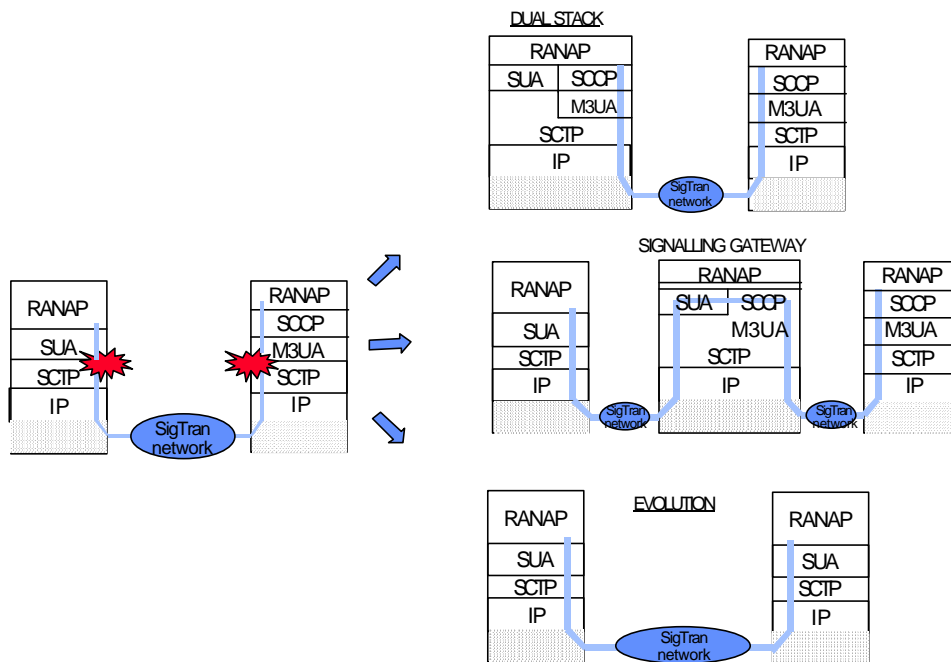 DUAL STACK
RANAP
SUA SCCP
M3UA
SCTP
IP
SigTran
network
RANAP
SCCP
M3UA
SCTP
IP
SIGNALLING GATEWAY
RANAP
SUA
SCTP
IP
SigTran
network
RANAP
SUA
SCTP
IP
SigTran
network
RANAP
SUA SCCP
M3UA
SCTP
IP
SigTran
network
RANAP
SCCP
M3UA
SCTP
IP
RANAP
SCCP
M3UA
SCTP
IP
EVOLUTION
RANAP
SUA
SCTP
IP
SigTran
network
RANAP
SUA
SCTP
IP